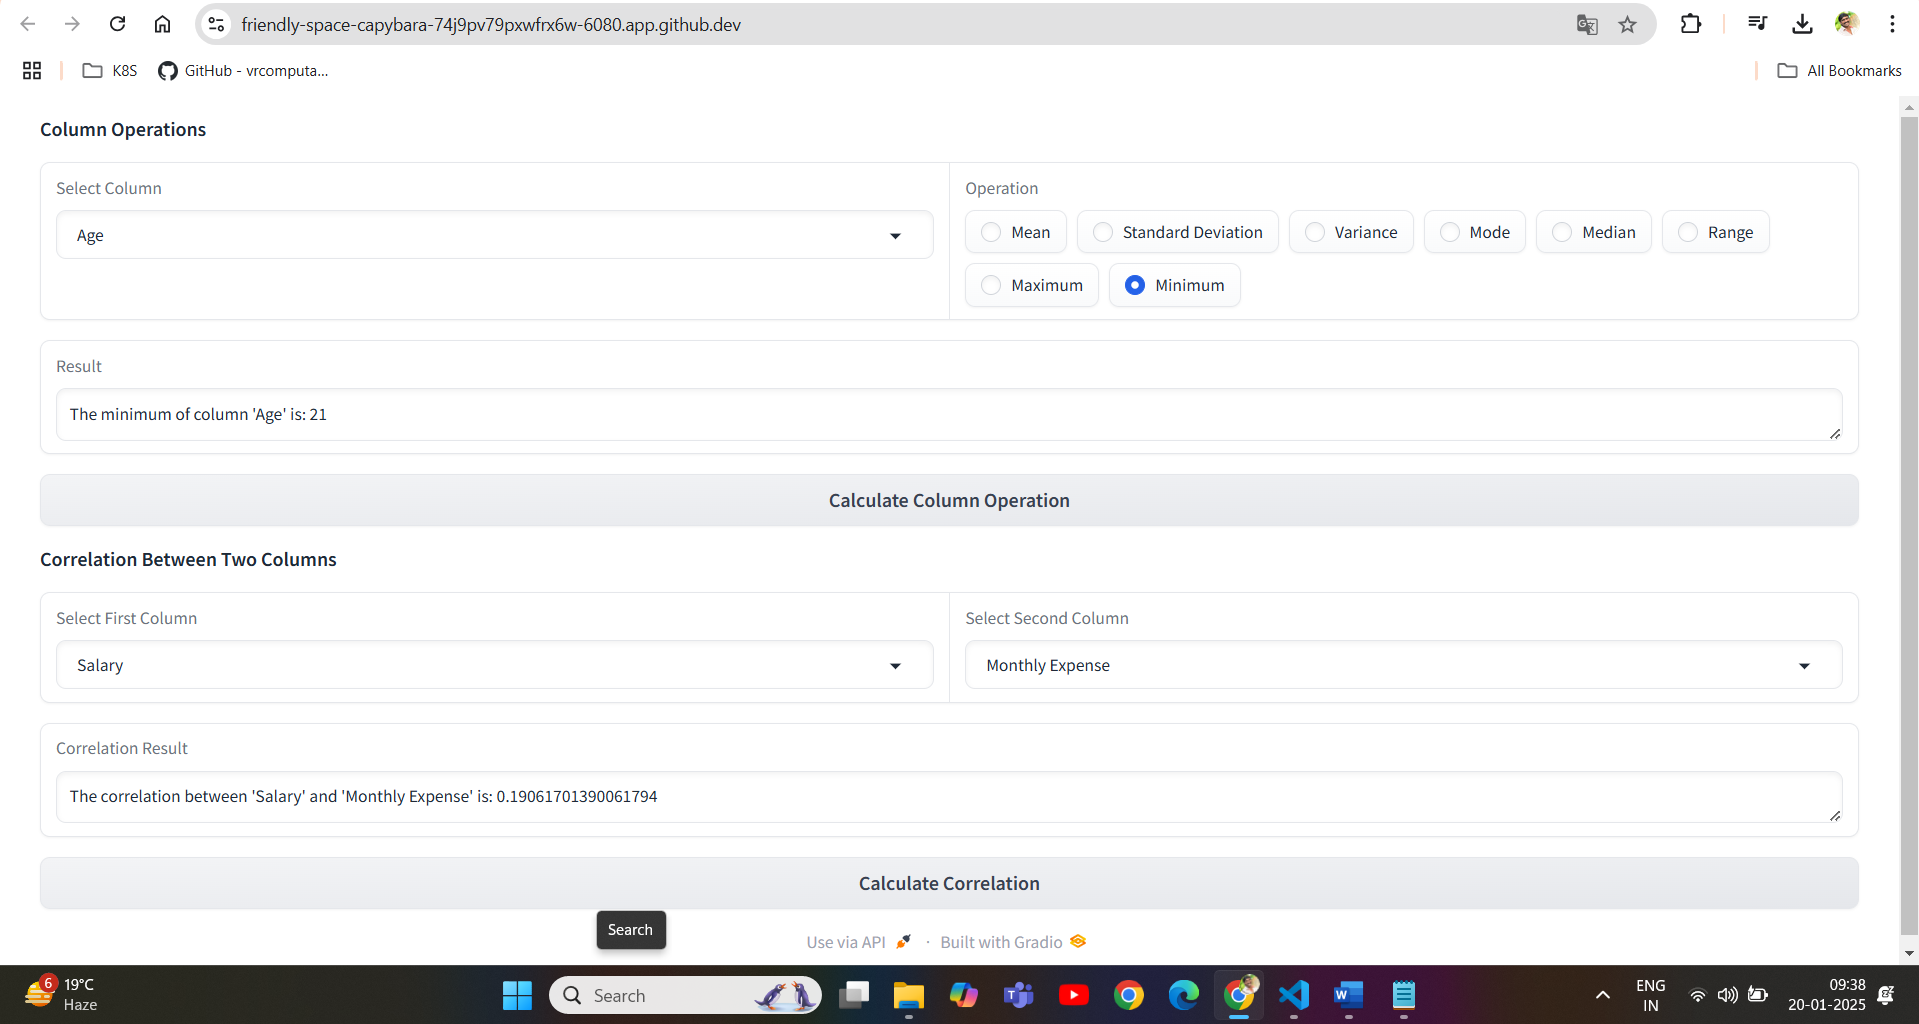 friendly-space-capybara-74j9pv79pxwfrx6w-6080.app.github.dev
K8S
GitHub - vrcomputa...
All Bookmarks
Column Operations
Select Column
Age
Operation
Mean
Standard Deviation
Variance
Mode
Median
Range
Maximum
Minimum
Result
The minimum of column 'Age' is: 21
Calculate Column Operation
Correlation Between Two Columns
Select First Column
Salary
Select Second Column
Monthly Expense
Correlation Result
The correlation between 'Salary' and 'Monthly Expense' is: 0.19061701390061794
Calculate Correlation
Search
Use via API · Built with Gradio
6
19°C
Haze
Search
ENG
IN
09:38
20-01-2025